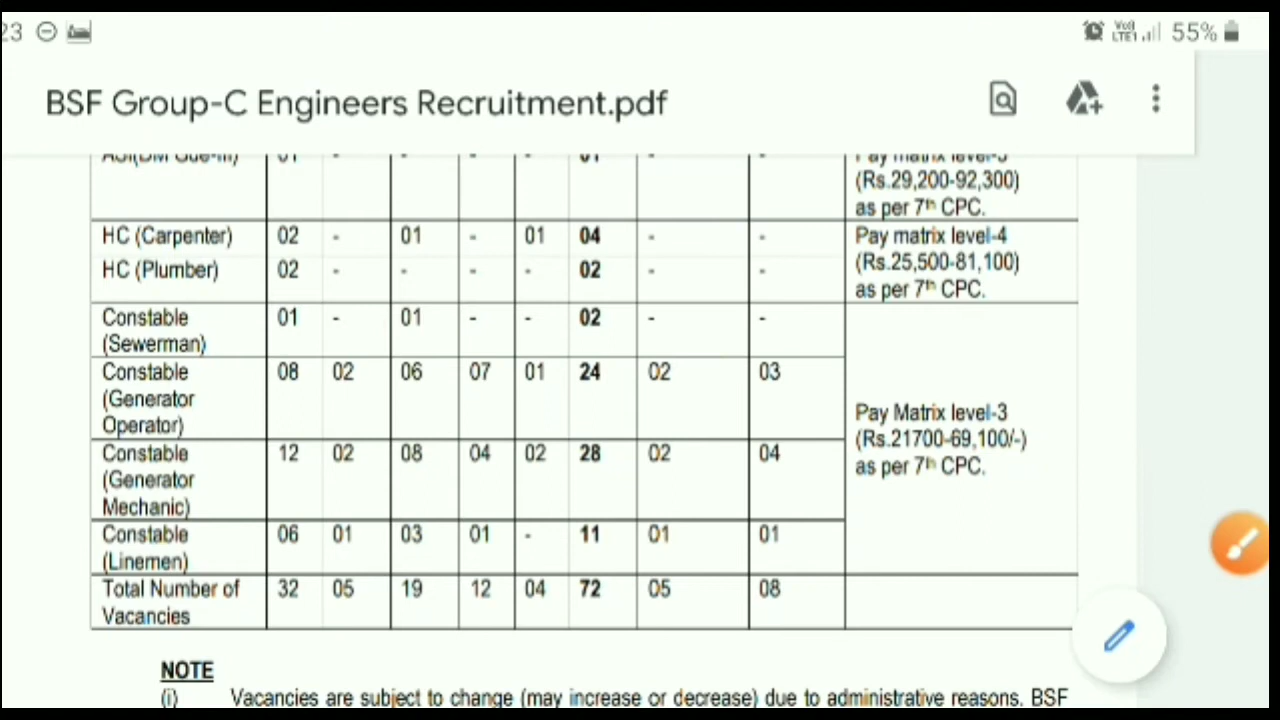 23 55%
BSF Group-C Engineers Recruitment.pdf
01 - - - - 01 - -
(Rs.29,200-92,300)
as per 7th CPC.
HC (Carpenter) 02 - 01 - 01 04 - - Pay matrix level-4
HC (Plumber) 02 - - - - 02 - - (Rs.25,500-81,100)
as per 7th CPC.
Constable 01 - 01 - - 02 - -
(Sewerman)
Constable 08 02 06 07 01 24 02 03
(Generator
Operator)
Pay Matrix level-3
(Rs.21700-69,100/-)
as per 7th CPC.
Constable 12 02 08 04 02 28 02 04
(Generator
Mechanic)
Constable 06 01 03 01 - 11 01 01
(Linemen)
Total Number of 32 05 19 12 04 72 05 08
Vacancies
NOTE
(i) Vacancies are subject to change (may increase or decrease) due to administrative reasons. BSF